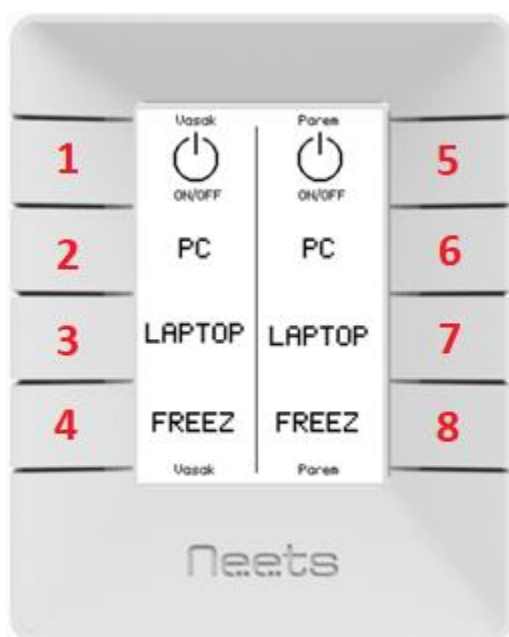 Vasak Parem
ON/OFF ON/OFF
1 5
2 PC PC 6
3 LAPTOP LAPTOP 7
4 FREEZ FREEZ 8
Vasak Parem
neets